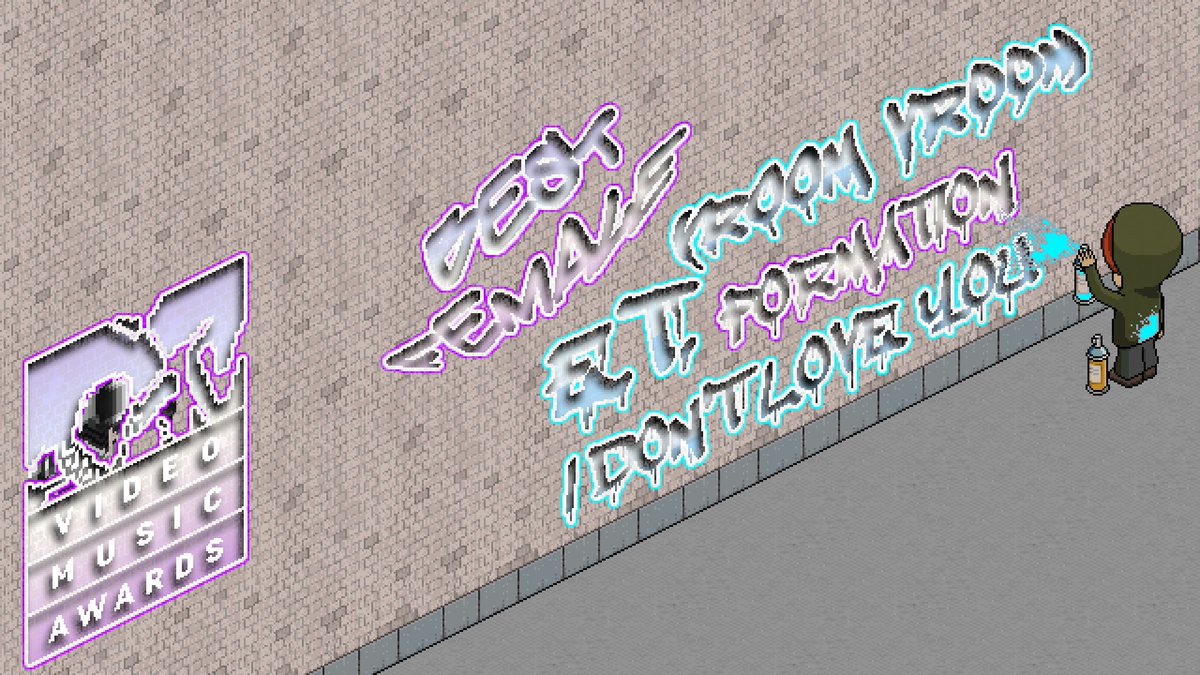 VIDEO
MUSIC
AWARDS
BEST
FEMALE
VROOM VROOM
E.T. FORMATION
I DON'T LOVE YOU